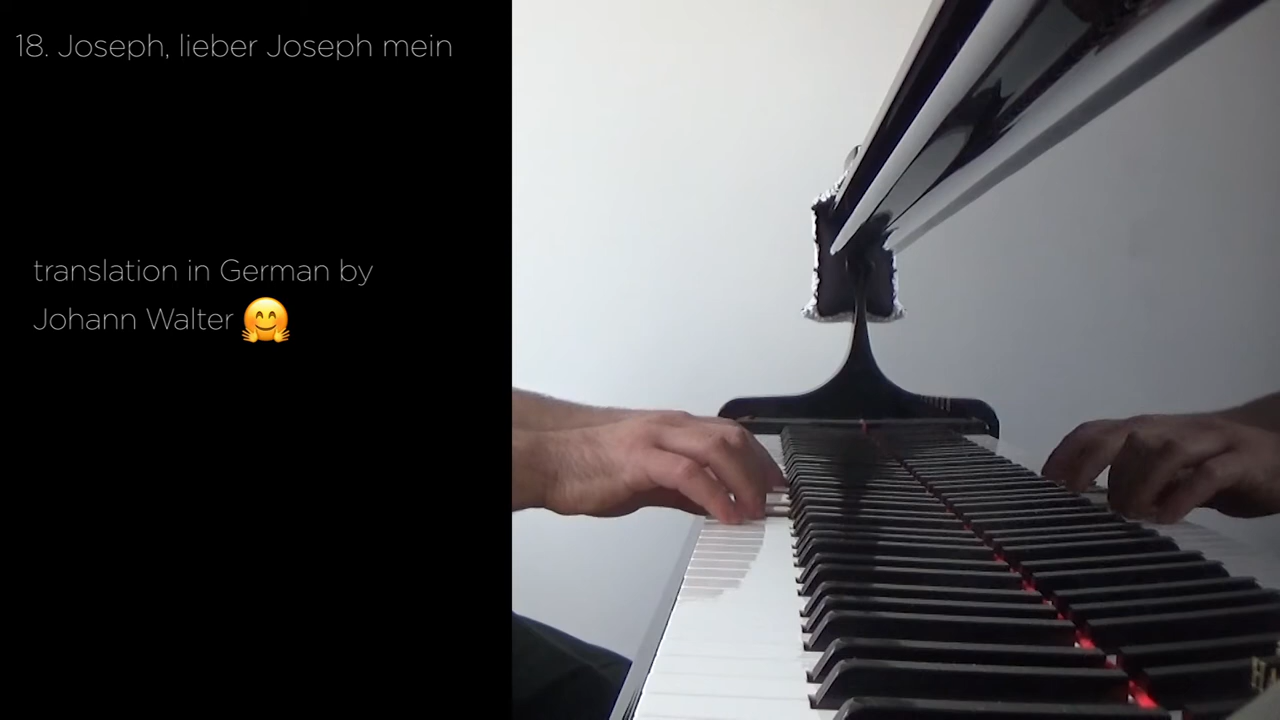 18. Joseph, lieber Joseph mein
translation in German by
Johann Walter 🤗